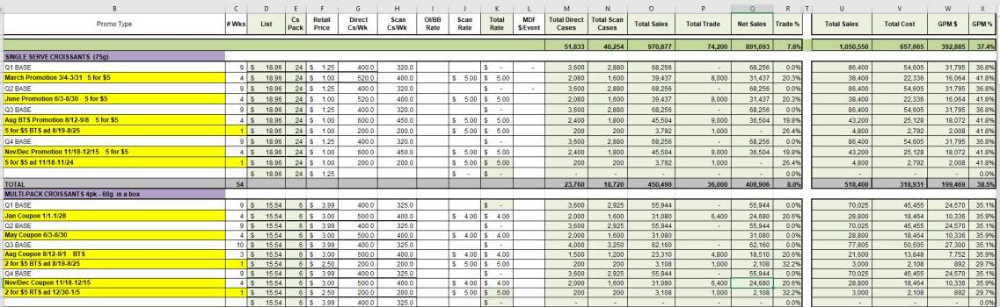 B C D E F G H I J K L M N O P Q R T U V W X
Promo Type # Wks List Cs Pack Retail Price Direct Cs/Wk Scan Cs/Wk OI/BB Rate Scan Rate Total Rate MDF $/Event Total Direct Cases Total Scan Cases Total Sales Total Trade Net Sales Trade % Total Sales Total Cost GPM $ GPM %
51,833 40,254 970,877 74,200 891,093 7.6% 1,050,550 657,665 392,885 37.4%
SINGLE SERVE CROISSANTS (75g)
Q1 BASE 9 $ 18.96 24 $ 1.25 400.0 320.0 $ - - 3,600 2,880 68,256 - 68,256 0.0% 86,400 54,605 31,795 36.8%
March Promotion 3/4-3/31 5 for $5 4 $ 18.96 24 $ 1.00 520.0 400.0 $ 5.00 $ 5.00 2,080 1,600 39,437 8,000 31,437 20.3% 38,400 22,336 16,064 41.8%
Q2 BASE 9 $ 18.96 24 $ 1.25 400.0 320.0 $ - - 3,600 2,880 68,256 - 68,256 0.0% 86,400 54,605 31,795 36.8%
June Promotion 6/3-6/30 5 for $5 4 $ 18.96 24 $ 1.00 520.0 400.0 $ 5.00 $ 5.00 2,080 1,600 39,437 8,000 31,437 20.3% 38,400 22,336 16,064 41.8%
Q3 BASE 9 $ 18.96 24 $ 1.25 400.0 320.0 $ - 3,600 2,880 68,256 - 68,256 0.0% 86,400 54,605 31,795 36.8%
Aug BTS Promotion 8/12-9/8 5 for $5 4 $ 18.96 24 $ 1.00 600.0 450.0 $ 5.00 $ 5.00 2,400 1,800 45,504 9,000 36,504 19.8% 43,200 25,128 18,072 41.8%
5 for $5 BTS ad 8/19-8/25 1 $ 18.96 24 $ 1.00 200.0 200.0 $ 5.00 $ 5.00 200 200 3,792 1,000 - 26.4% 4,800 2,792 2,008 41.8%
Q4 BASE 9 $ 18.96 24 $ 1.25 400.0 320.0 $ - 3,600 2,880 68,256 - 68,256 0.0% 86,400 54,605 31,795 36.8%
Nov/Dec Promotion 11/18-12/15 5 for $5 4 $ 18.96 24 $ 1.00 600.0 450.0 $ 5.00 $ 5.00 2,400 1,800 45,504 9,000 36,504 19.8% 43,200 25,128 18,072 41.8%
5 for $5 ad 11/18-11/24 1 $ 18.96 24 $ 1.00 200.0 200.0 $ 5.00 $ 5.00 200 200 3,792 1,000 - 26.4% 4,800 2,792 2,008 41.8%
$ 18.96 24 $ 1.25 $ - $ - - - - - - 0.0% - - - 0.0%
TOTAL 54 23,760 18,720 450,490 36,000 408,906 8.0% 518,400 318,931 199,469 38.5%
MULTI-PACK CROISSANTS 4pk - 60g in a box
Q1 BASE 9 $ 15.54 6 $ 3.99 400.0 325.0 $ - 3,600 2,925 55,944 - 55,944 0.0% 70,025 45,455 24,570 35.1%
Jan Coupon 1/1-1/28 4 $ 15.54 6 $ 3.00 500.0 400.0 $ 4.00 $ 4.00 2,000 1,600 31,080 6,400 24,680 20.6% 28,800 18,464 10,336 35.9%
Q2 BASE 9 $ 15.54 6 $ 3.99 400.0 325.0 $ - 3,600 2,925 55,944 - 55,944 0.0% 70,025 45,455 24,570 35.1%
May Coupon 6/3-6/30 4 $ 15.54 6 $ 3.00 500.0 400.0 $ 4.00 $ 4.00 2,000 1,600 31,080 31,080 0.0% 28,800 18,464 10,336 35.9%
Q3 BASE 10 $ 15.54 6 $ 3.99 400.0 325.0 $ - 4,000 3,250 62,160 - 62,160 0.0% 77,805 50,505 27,300 35.1%
Aug Coupon 8/12-9/1 BTS 3 $ 15.54 6 $ 3.00 500.0 400.0 $ 4.00 $ 4.00 1,500 1,200 23,310 4,800 18,510 20.6% 21,600 13,848 7,752 35.9%
2 for $5 BTS ad 8/19-8/25 1 $ 15.54 6 $ 2.50 200.0 200.0 $ 5.00 $ 5.00 200 200 3,108 1,000 2,108 32.2% 3,000 2,108 892 29.7%
Q4 BASE 9 $ 15.54 6 $ 3.99 400.0 325.0 $ - 3,600 2,925 55,944 - 55,944 0.0% 70,025 45,455 24,570 35.1%
Nov/Dec Coupon 11/18-12/15 4 $ 15.54 6 $ 3.00 500.0 400.0 $ 4.00 $ 4.00 2,000 1,600 31,080 6,400 24,680 20.6% 28,800 18,464 10,336 35.9%
2 for $5 RTS ad 12/30-1/5 1 $ 15.54 6 $ 2.50 200.0 200.0 $ 5.00 $ 5.00 200 200 3,108 1,000 2,108 32.2% 3,000 2,108 892 29.7%
$ 15.54 6 $ 3.99 400.0 325.0 $ - - - - - - 0.0% - - - 0.0%